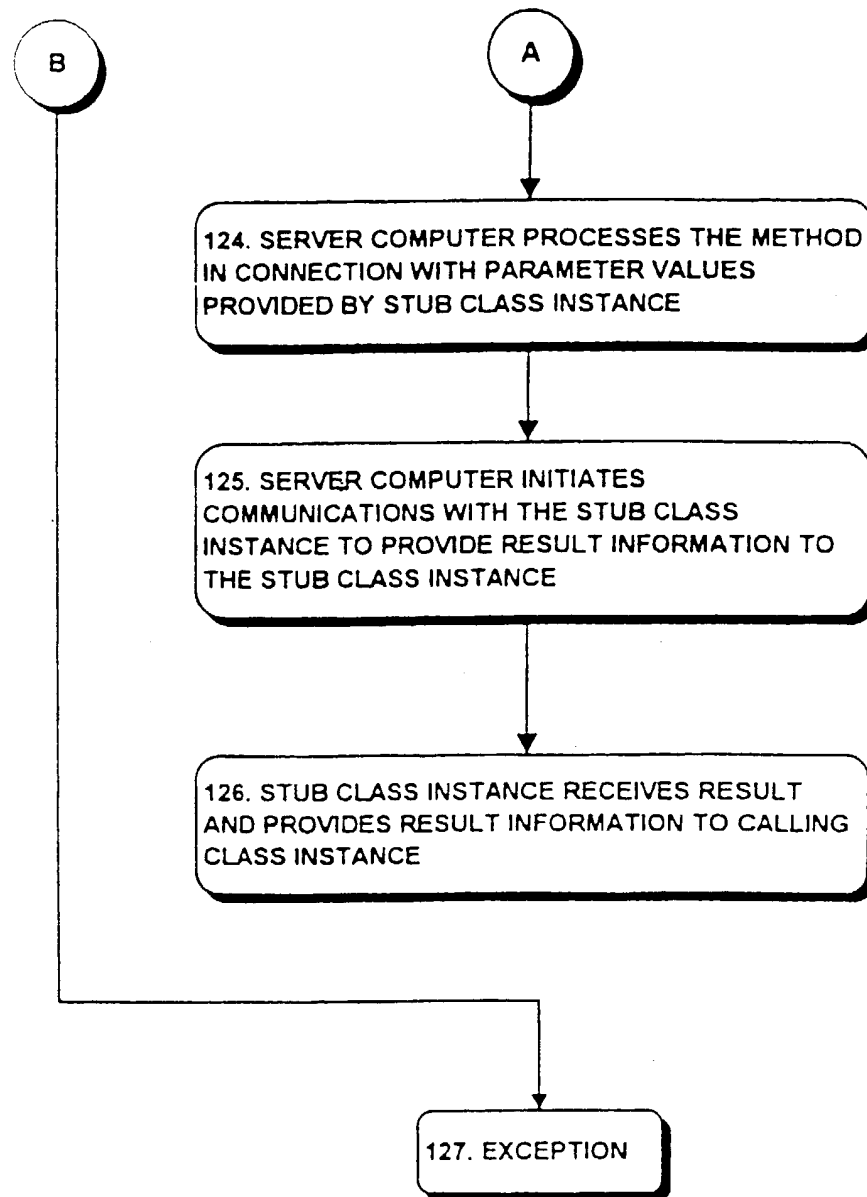 B
A
124. SERVER COMPUTER PROCESSES THE METHOD
IN CONNECTION WITH PARAMETER VALUES
PROVIDED BY STUB CLASS INSTANCE
125. SERVER COMPUTER INITIATES
COMMUNICATIONS WITH THE STUB CLASS
INSTANCE TO PROVIDE RESULT INFORMATION TO
THE STUB CLASS INSTANCE
126. STUB CLASS INSTANCE RECEIVES RESULT
AND PROVIDES RESULT INFORMATION TO CALLING
CLASS INSTANCE
127. EXCEPTION